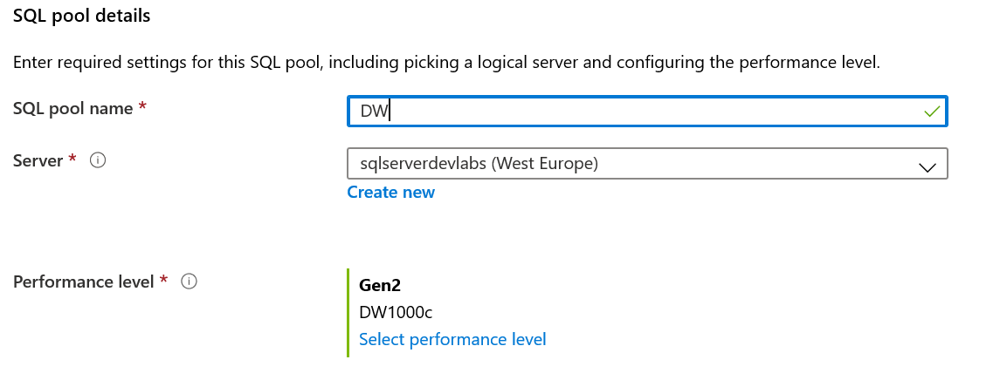 SQL pool details
Enter required settings for this SQL pool, including picking a logical server and configuring the performance level.
SQL pool name *
DW
Server *
sqlserverdevlabs (West Europe)
Create new
Performance level *
Gen2
DW1000c
Select performance level